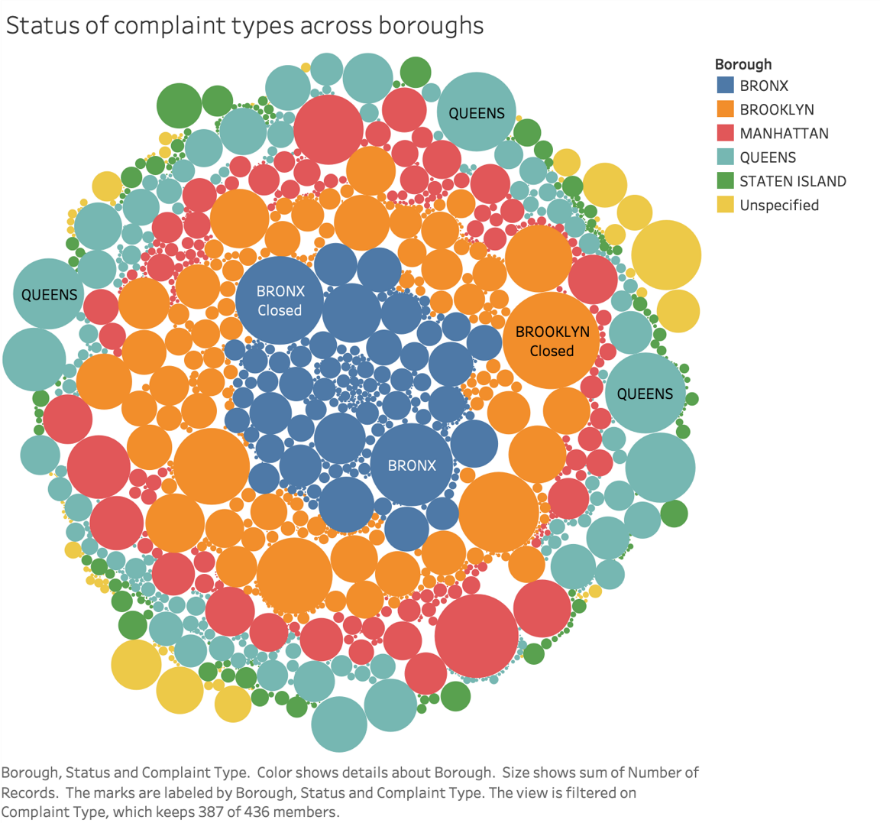 Status of complaint types across boroughs
Borough
BRONX
BROOKLYN
MANHATTAN
QUEENS
STATEN ISLAND
Unspecified
QUEENS
QUEENS
BRONX
Closed
BROOKLYN
Closed
QUEENS
BRONX
Borough, Status and Complaint Type.  Color shows details about Borough.  Size shows sum of Number of
Records.  The marks are labeled by Borough, Status and Complaint Type. The view is filtered on
Complaint Type, which keeps 387 of 436 members.